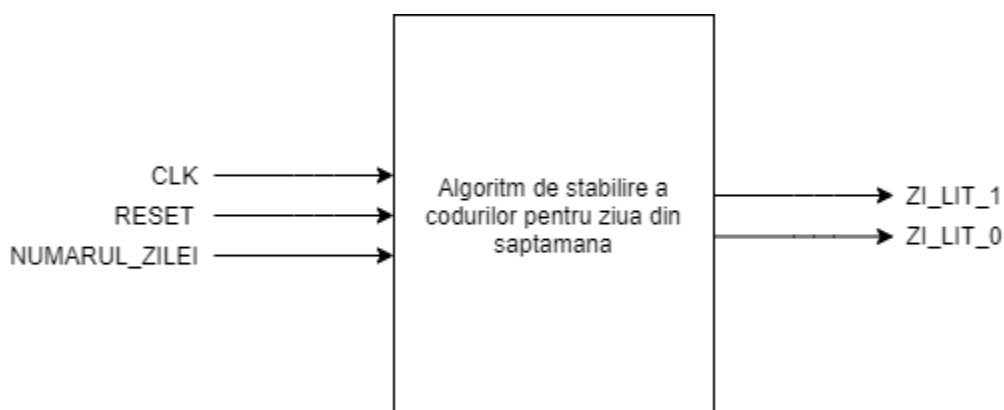 CLK
RESET
NUMARUL_ZILEI
Algoritm de stabilire a
codurilor pentru ziua din
saptamana
ZI_LIT_1
ZI_LIT_0